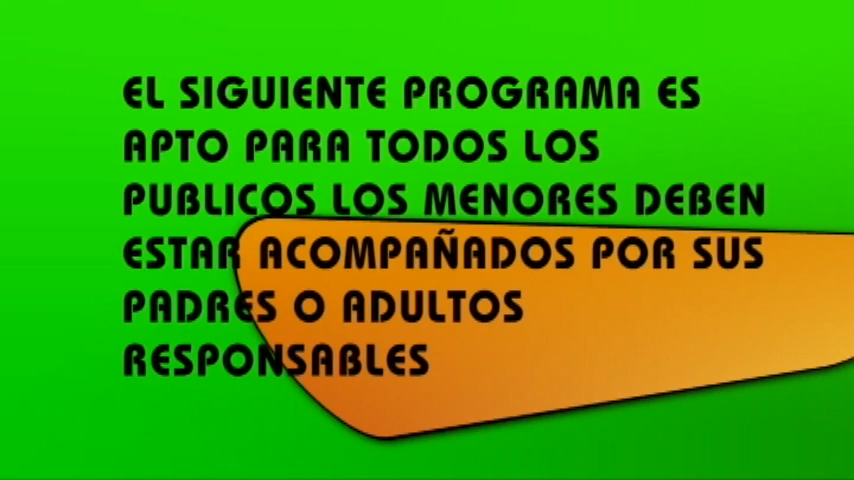 EL SIGUIENTE PROGRAMA ES
APTO PARA TODOS LOS
PUBLICOS LOS MENORES DEBEN
ESTAR ACOMPAÑADOS POR SUS
PADRES O ADULTOS
RESPONSABLES